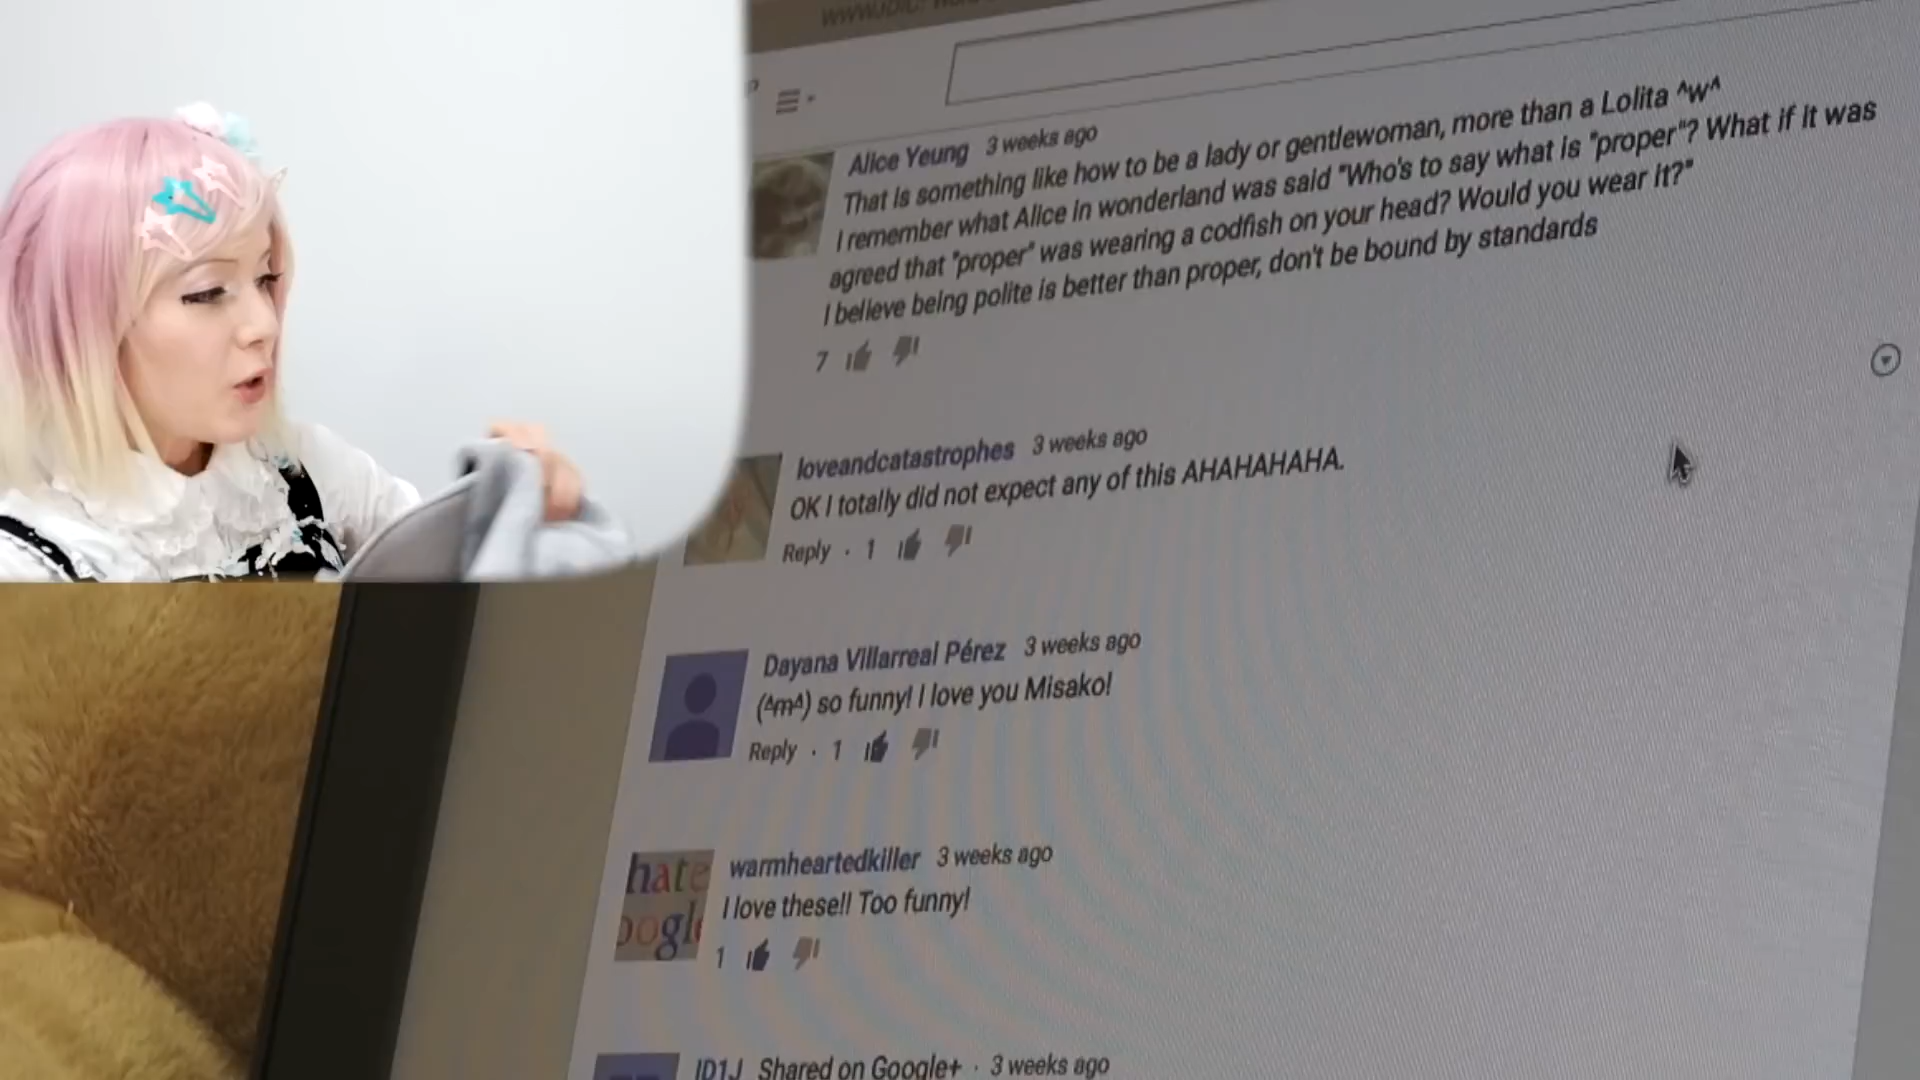 Alice Yeung 3 weeks ago
That is something like how to be a lady or gentlewoman, more than a Lolita ^w^
I remember what Alice in wonderland was said "Who's to say what is "proper"? What if it was
agreed that "proper" was wearing a codfish on your head? Would you wear it?"
I believe being polite is better than proper, don't be bound by standards
7
loveandcatastrophes 3 weeks ago
OK I totally did not expect any of this AHAHAHAHA.
Reply · 1
Dayana Villarreal Pérez 3 weeks ago
(^m^) so funny! I love you Misako!
Reply · 1
hate
oogle
warmheartedkiller 3 weeks ago
I love these!! Too funny!
1
JD1J Shared on Google+ · 3 weeks ago